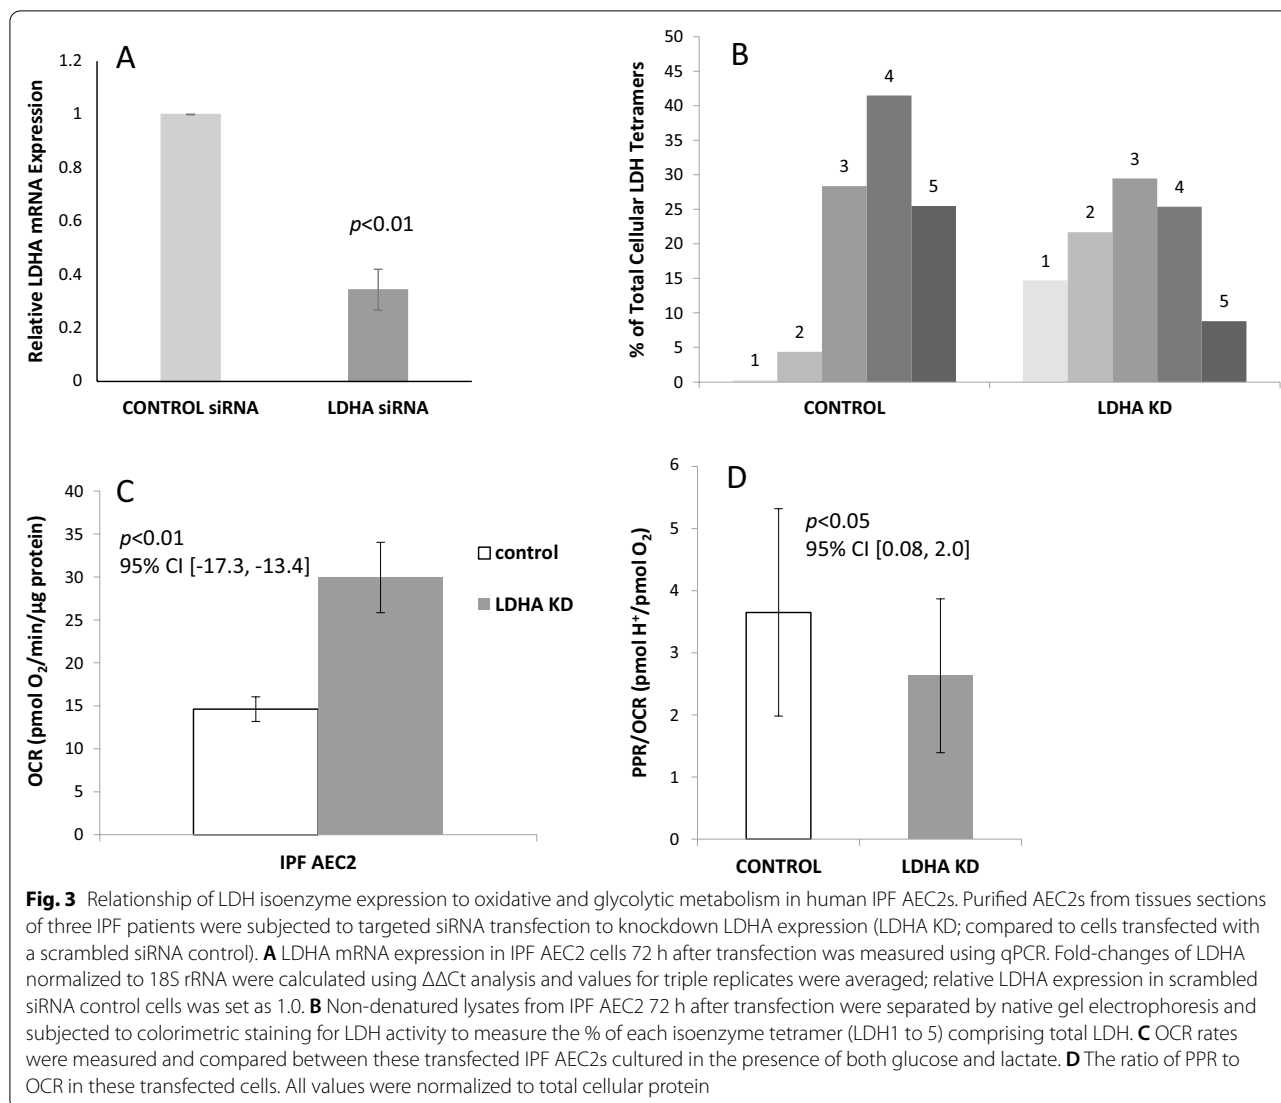 A
1.2
1
0.8
0.6
0.4
0.2
0
Relative LDHA mRNA Expression
p<0.01
CONTROL siRNA
LDHA siRNA
B
50
45
40
35
30
25
20
15
10
5
0
% of Total Cellular LDH Tetramers
1
2
3
4
5
1
2
3
4
5
CONTROL
LDHA KD
C
40
35
30
25
20
15
10
5
0
OCR (pmol O₂/min/µg protein)
p<0.01
95% CI [-17.3, -13.4]
control
LDHA KD
IPF AEC2
D
6
5
4
3
2
1
0
PPR/OCR (pmol H⁺/pmol O₂)
p<0.05
95% CI [0.08, 2.0]
CONTROL
LDHA KD
Fig. 3 Relationship of LDH isoenzyme expression to oxidative and glycolytic metabolism in human IPF AEC2s. Purified AEC2s from tissues sections
of three IPF patients were subjected to targeted siRNA transfection to knockdown LDHA expression (LDHA KD; compared to cells transfected with
a scrambled siRNA control). A LDHA mRNA expression in IPF AEC2 cells 72 h after transfection was measured using qPCR. Fold-changes of LDHA
normalized to 18S rRNA were calculated using ΔΔCt analysis and values for triple replicates were averaged; relative LDHA expression in scrambled
siRNA control cells was set as 1.0. B Non-denatured lysates from IPF AEC2 72 h after transfection were separated by native gel electrophoresis and
subjected to colorimetric staining for LDH activity to measure the % of each isoenzyme tetramer (LDH1 to 5) comprising total LDH. C OCR rates
were measured and compared between these transfected IPF AEC2s cultured in the presence of both glucose and lactate. D The ratio of PPR to
OCR in these transfected cells. All values were normalized to total cellular protein